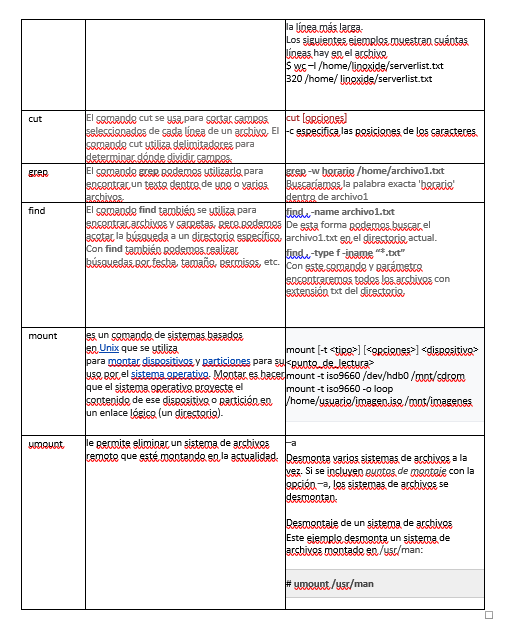 la línea más larga.
Los siguientes ejemplos muestran cuántas
líneas hay en el archivo
$ wc –l /home/linoxide/serverlist.txt
320 /home/ linoxide/serverlist.txt
cut
El comando cut se usa para cortar campos
seleccionados de cada línea de un archivo. El
comando cut utiliza delimitadores para
determinar dónde dividir campos.
cut [opciones]
-c especifica las posiciones de los caracteres
grep
El comando grep podemos utilizarlo para
encontrar un texto dentro de uno o varios
archivos.
grep -w horario /home/archivo1.txt
Buscaríamos la palabra exacta 'horario'
dentro de archivo1
find
El comando find también se utiliza para
encontrar archivos y carpetas, pero podemos
acotar la búsqueda a un directorio específico.
Con find también podemos realizar
búsquedas por fecha, tamaño, permisos, etc.
find . -name archivo1.txt
De esta forma podemos buscar el
archivo1.txt en el directorio actual.
find . -type f -iname “*.txt”
Con este comando y parámetro
encontraremos todos los archivos con
extensión txt del directorio.
mount
es un comando de sistemas basados
en Unix que se utiliza
para montar dispositivos y particiones para su
uso por el sistema operativo. Montar es hacer
que el sistema operativo proyecte el
contenido de ese dispositivo o partición en
un enlace lógico (un directorio).
mount [-t <tipo>] [<opciones>] <dispositivo>
<punto_de_lectura>
mount -t iso9660 /dev/hdb0 /mnt/cdrom
mount -t iso9660 -o loop
/home/usuario/imagen.iso /mnt/imagenes
umount
le permite eliminar un sistema de archivos
remoto que esté montando en la actualidad.
–a
Desmonta varios sistemas de archivos a la
vez. Si se incluyen puntos de montaje con la
opción –a, los sistemas de archivos se
desmontan.
Desmontaje de un sistema de archivos
Este ejemplo desmonta un sistema de
archivos montado en /usr/man:
# umount /usr/man